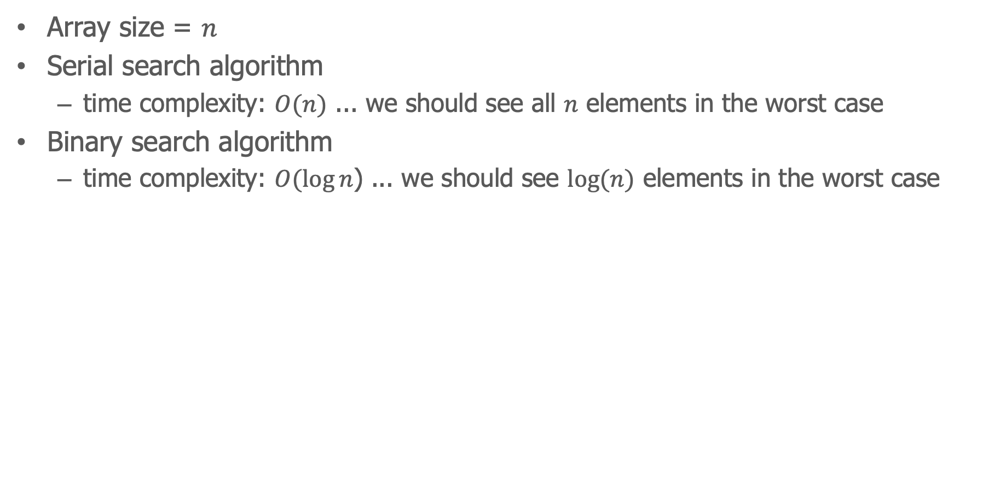 • Array size = n
• Serial search algorithm
– time complexity: O(n) ... we should see all n elements in the worst case
• Binary search algorithm
– time complexity: O(log n) ... we should see log(n) elements in the worst case